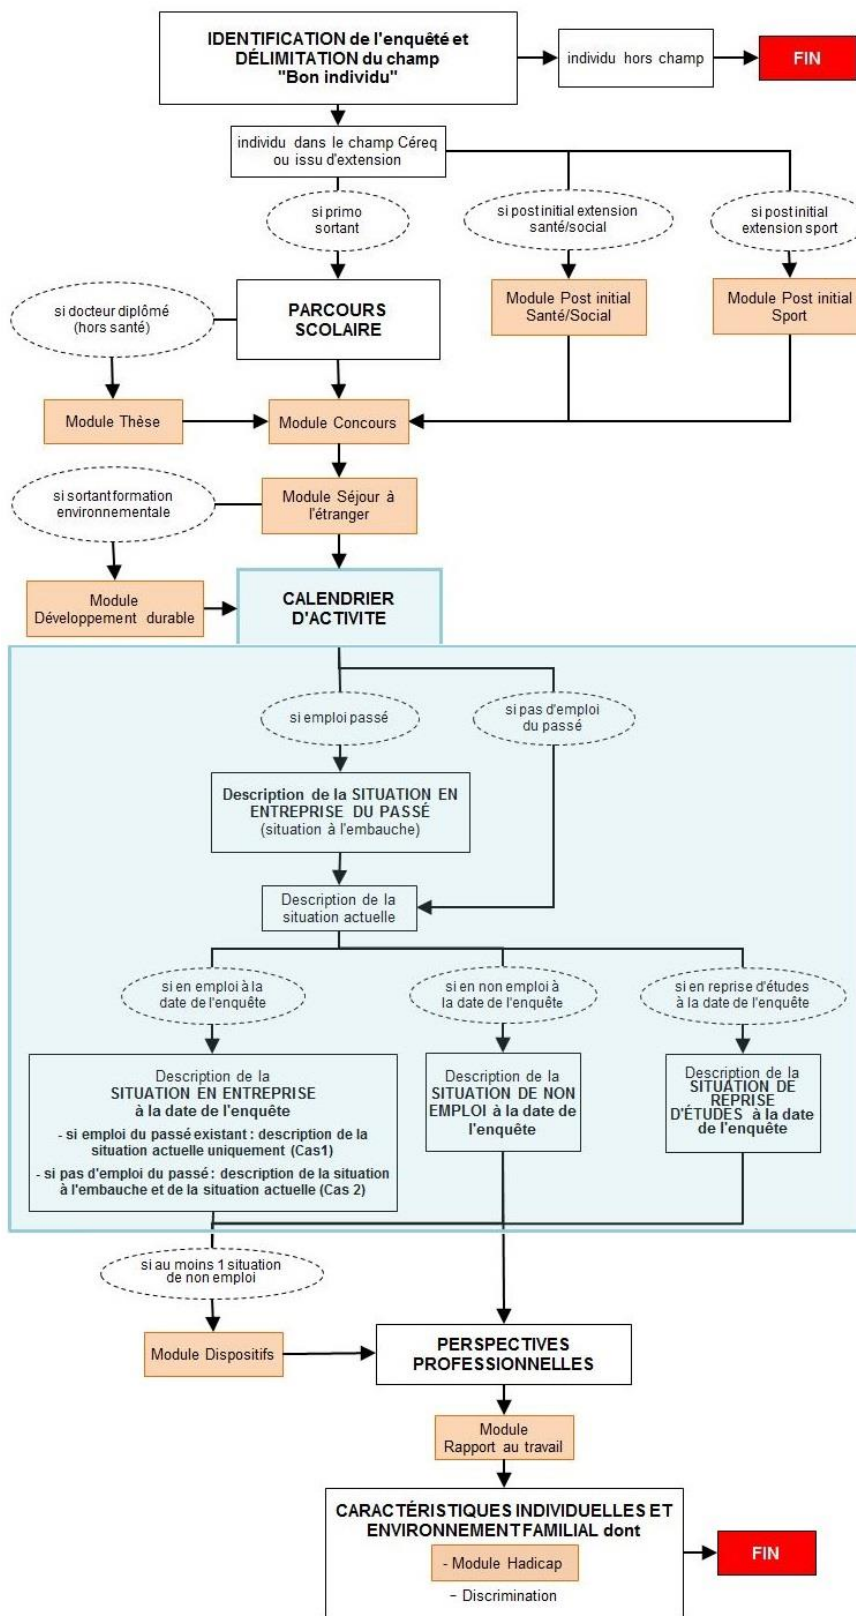 IDENTIFICATION de l'enquêté et
DÉLIMITATION du champ
"Bon individu"
individu hors champ
FIN
individu dans le champ Céreq
ou issu d'extension
si primo
sortant
si post initial extension
santé/social
si post initial
extension sport
si docteur diplômé
(hors santé)
PARCOURS
SCOLAIRE
Module Post initial
Santé/Social
Module Post initial
Sport
Module Thèse
Module Concours
si sortant formation
environnementale
Module Séjour à
l'étranger
Module
Développement durable
CALENDRIER
D'ACTIVITE
si emploi passé
si pas d'emploi
du passé
Description de la SITUATION EN
ENTREPRISE DU PASSÉ
(situation à l'embauche)
Description de la
situation actuelle
si en emploi à la
date de l'enquête
si en non emploi à
la date de l'enquête
si en reprise d'études
à la date de l'enquête
Description de la
SITUATION EN ENTREPRISE
à la date de l'enquête
- si emploi du passé existant : description de la
situation actuelle uniquement (Cas1)
- si pas d'emploi du passé : description de la situation
à l'embauche et de la situation actuelle (Cas 2)
Description de la
SITUATION DE NON
EMPLOI à la date de
l'enquête
Description de la
SITUATION DE
REPRISE
D'ÉTUDES à la date
de l'enquête
si au moins 1 situation
de non emploi
Module Dispositifs
PERSPECTIVES
PROFESSIONNELLES
Module
Rapport au travail
CARACTÉRISTIQUES INDIVIDUELLES ET
ENVIRONNEMENT FAMILIAL dont
- Module Hadicap
- Discrimination
FIN